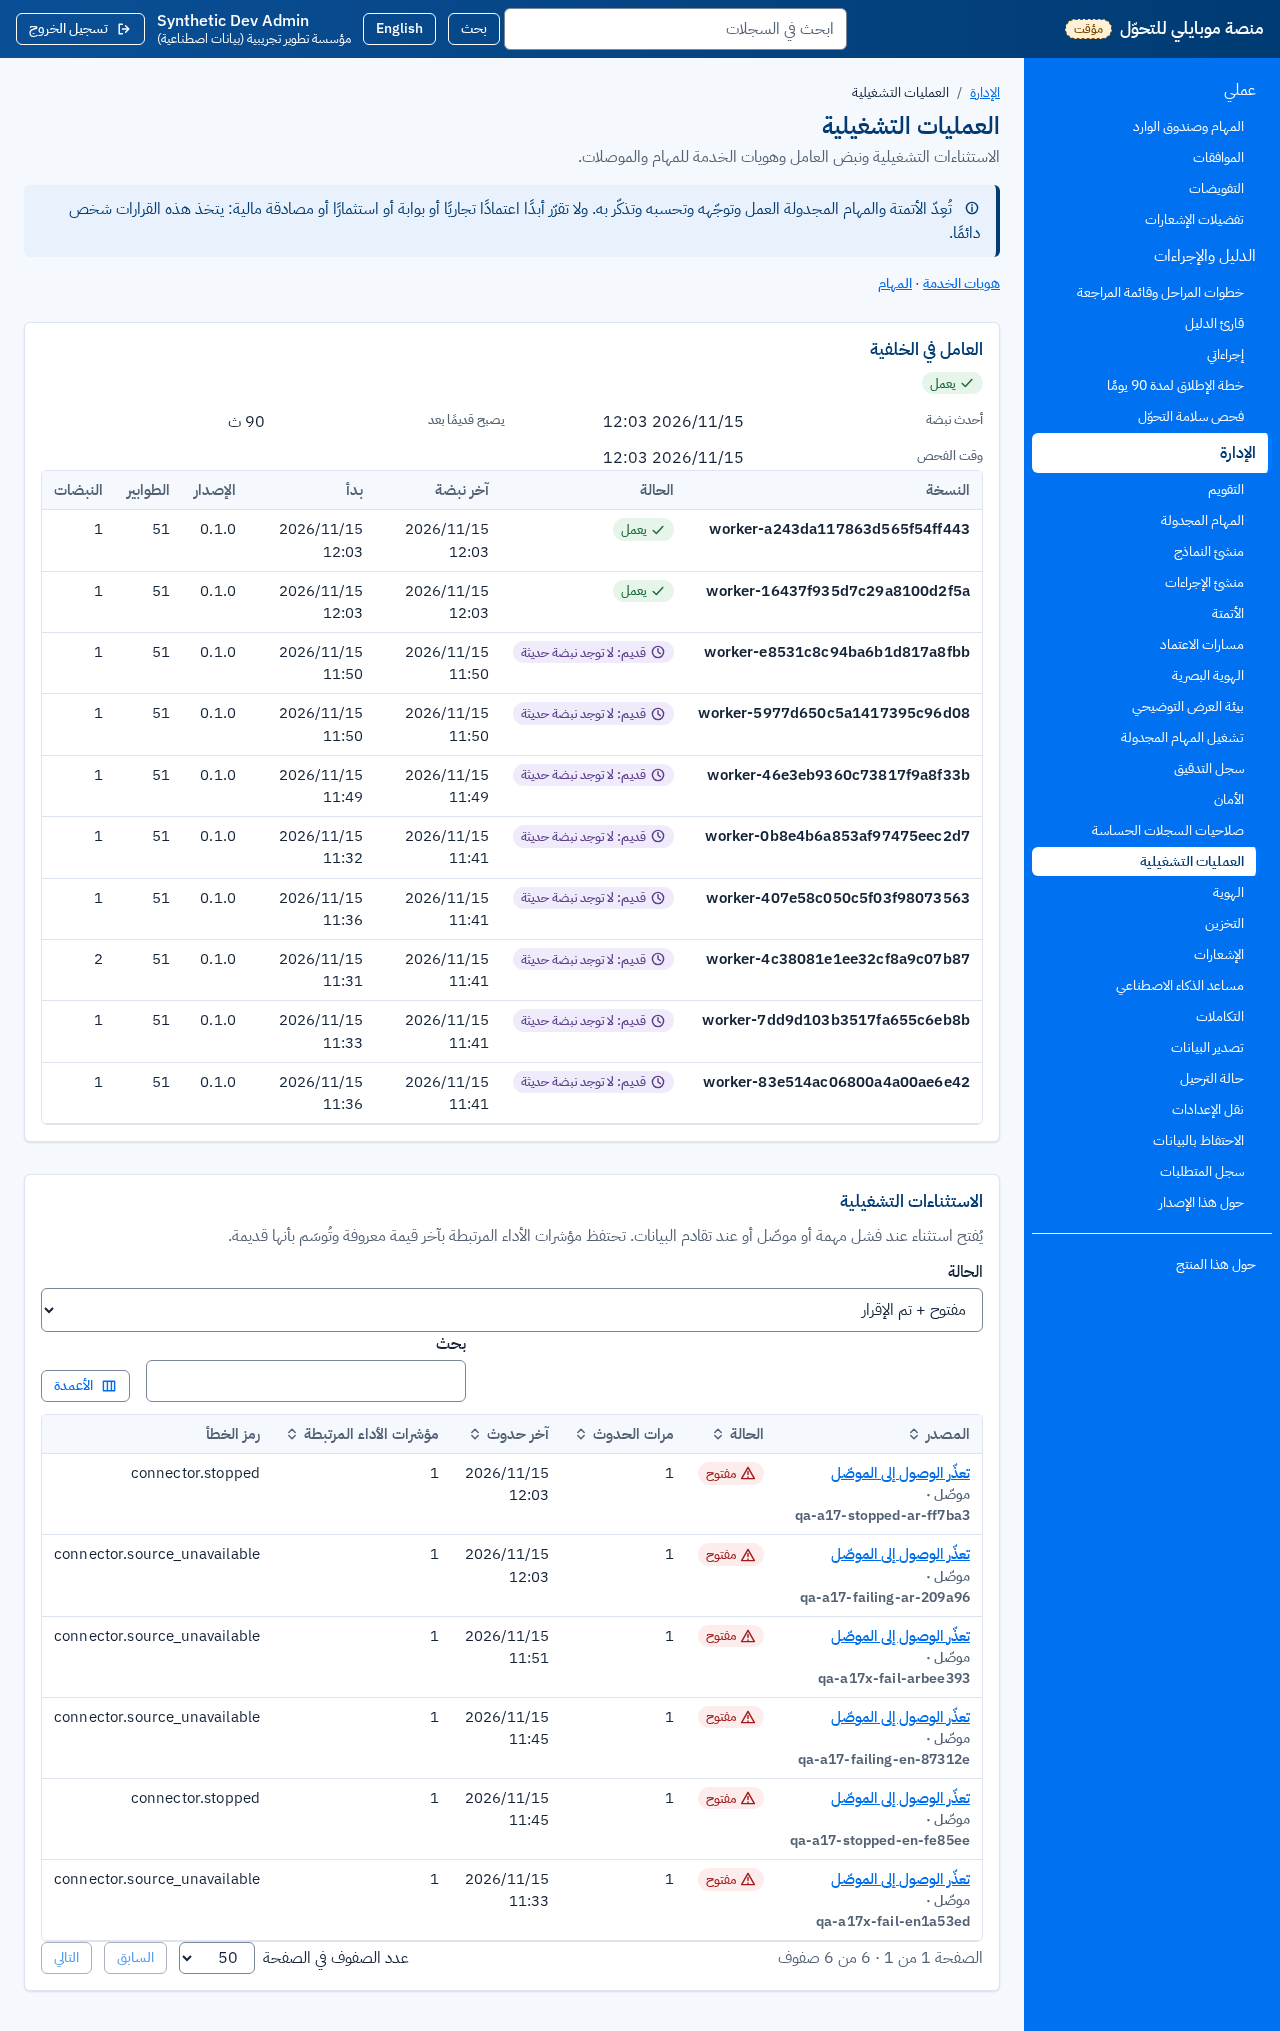 منصة موبايلي للتحوّل
مؤقت
ابحث في السجلات
بحث
English
Synthetic Dev Admin
مؤسسة تطوير تجريبية (بيانات اصطناعية)
تسجيل الخروج
عملي
المهام وصندوق الوارد
الموافقات
التفويضات
تفضيلات الإشعارات
الدليل والإجراءات
خطوات المراحل وقائمة المراجعة
قارئ الدليل
إجراءاتي
خطة الإطلاق لمدة 90 يومًا
فحص سلامة التحوّل
الإدارة
التقويم
المهام المجدولة
منشئ النماذج
منشئ الإجراءات
الأتمتة
مسارات الاعتماد
الهوية البصرية
بيئة العرض التوضيحي
تشغيل المهام المجدولة
سجل التدقيق
الأمان
صلاحيات السجلات الحساسة
العمليات التشغيلية
الهوية
التخزين
الإشعارات
مساعد الذكاء الاصطناعي
التكاملات
تصدير البيانات
حالة الترحيل
نقل الإعدادات
الاحتفاظ بالبيانات
سجل المتطلبات
حول هذا الإصدار
حول هذا المنتج
الإدارة / العمليات التشغيلية
العمليات التشغيلية
الاستثناءات التشغيلية ونبض العامل وهويات الخدمة للمهام والموصلات.
تُعِدّ الأتمتة والمهام المجدولة العمل وتوجّهه وتحسبه وتذكّر به. ولا تقرّر أبدًا اعتمادًا تجاريًا أو بوابة أو استثمارًا أو مصادقة مالية: يتخذ هذه القرارات شخص
دائمًا.
هويات الخدمة · المهام
العامل في الخلفية
يعمل
أحدث نبضة 2026/11/15 12:03 يصبح قديمًا بعد 90 ث
وقت الفحص 2026/11/15 12:03
النسخة الحالة آخر نبضة بدأ الإصدار الطوابير النبضات
worker-a243da117863d565f54ff443 يعمل 2026/11/15 12:03 2026/11/15 12:03 0.1.0 51 1
worker-16437f935d7c29a8100d2f5a يعمل 2026/11/15 12:03 2026/11/15 12:03 0.1.0 51 1
worker-e8531c8c94ba6b1d817a8fbb قديم: لا توجد نبضة حديثة 2026/11/15 11:50 2026/11/15 11:50 0.1.0 51 1
worker-5977d650c5a1417395c96d08 قديم: لا توجد نبضة حديثة 2026/11/15 11:50 2026/11/15 11:50 0.1.0 51 1
worker-46e3eb9360c73817f9a8f33b قديم: لا توجد نبضة حديثة 2026/11/15 11:49 2026/11/15 11:49 0.1.0 51 1
worker-0b8e4b6a853af97475eec2d7 قديم: لا توجد نبضة حديثة 2026/11/15 11:41 2026/11/15 11:32 0.1.0 51 1
worker-407e58c050c5f03f98073563 قديم: لا توجد نبضة حديثة 2026/11/15 11:41 2026/11/15 11:36 0.1.0 51 1
worker-4c38081e1ee32cf8a9c07b87 قديم: لا توجد نبضة حديثة 2026/11/15 11:41 2026/11/15 11:31 0.1.0 51 2
worker-7dd9d103b3517fa655c6eb8b قديم: لا توجد نبضة حديثة 2026/11/15 11:41 2026/11/15 11:33 0.1.0 51 1
worker-83e514ac06800a4a00ae6e42 قديم: لا توجد نبضة حديثة 2026/11/15 11:41 2026/11/15 11:36 0.1.0 51 1
الاستثناءات التشغيلية
يُفتح استثناء عند فشل مهمة أو موصّل أو عند تقادم البيانات. تحتفظ مؤشرات الأداء المرتبطة بآخر قيمة معروفة وتُوسَم بأنها قديمة.
الحالة
مفتوح + تم الإقرار
بحث
الأعمدة
المصدر الحالة مرات الحدوث آخر حدوث مؤشرات الأداء المرتبطة رمز الخطأ
تعذّر الوصول إلى الموصّل مفتوح 1 2026/11/15 12:03 1 connector.stopped
موصّل ·
qa-a17-stopped-ar-ff7ba3
تعذّر الوصول إلى الموصّل مفتوح 1 2026/11/15 12:03 1 connector.source_unavailable
موصّل ·
qa-a17-failing-ar-209a96
تعذّر الوصول إلى الموصّل مفتوح 1 2026/11/15 11:51 1 connector.source_unavailable
موصّل ·
qa-a17x-fail-arbee393
تعذّر الوصول إلى الموصّل مفتوح 1 2026/11/15 11:45 1 connector.source_unavailable
موصّل ·
qa-a17-failing-en-87312e
تعذّر الوصول إلى الموصّل مفتوح 1 2026/11/15 11:45 1 connector.stopped
موصّل ·
qa-a17-stopped-en-fe85ee
تعذّر الوصول إلى الموصّل مفتوح 1 2026/11/15 11:33 1 connector.source_unavailable
موصّل ·
qa-a17x-fail-en1a53ed
الصفحة 1 من 1 · 6 من 6 صفوف
عدد الصفوف في الصفحة 50 السابق التالي